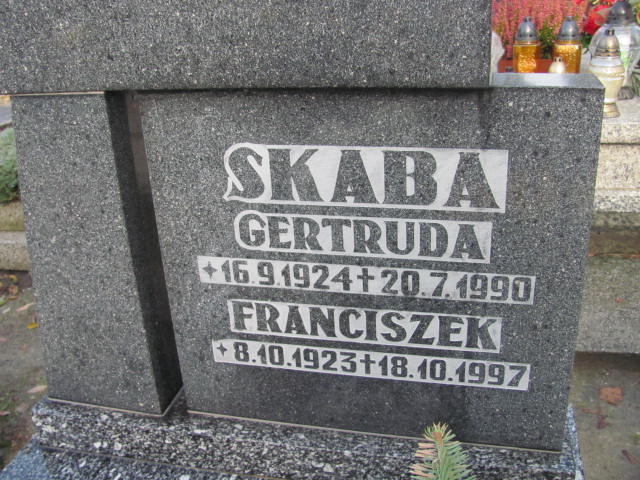 SKABA
GERTRUDA
+16.9.1924+20.7.1990
FRANCISZEK
+8.10.1923+18.10.1997